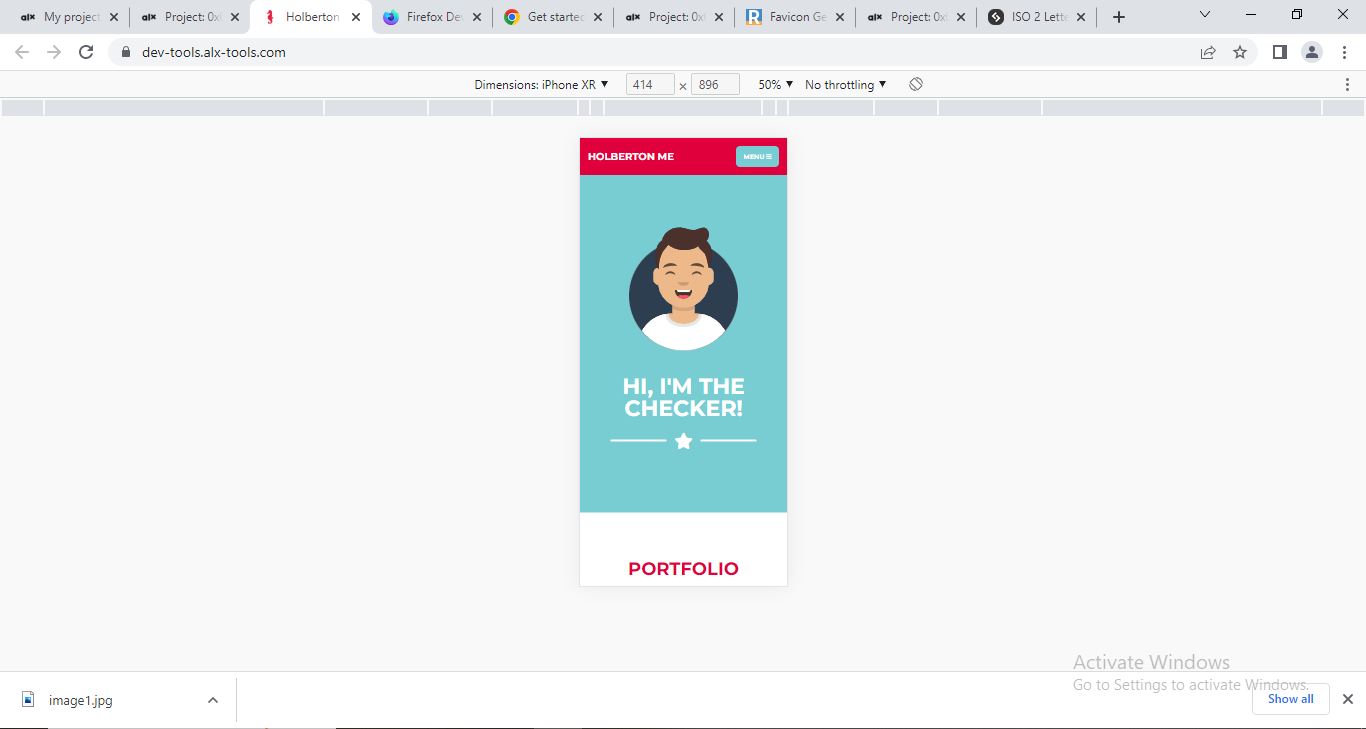 alx My project
alx Project: 0x
Holberton
Firefox De
Get starte
alx Project: 0x
R Favicon Ge
alx Project: 0x
ISO 2 Lette
dev-tools.alx-tools.com
Dimensions: iPhone XR 414 x 896 50% No throttling
HOLBERTON ME MENU
HI, I'M THE
CHECKER!
PORTFOLIO
Activate Windows
Go to Settings to activate Windows.
image1.jpg
Show all